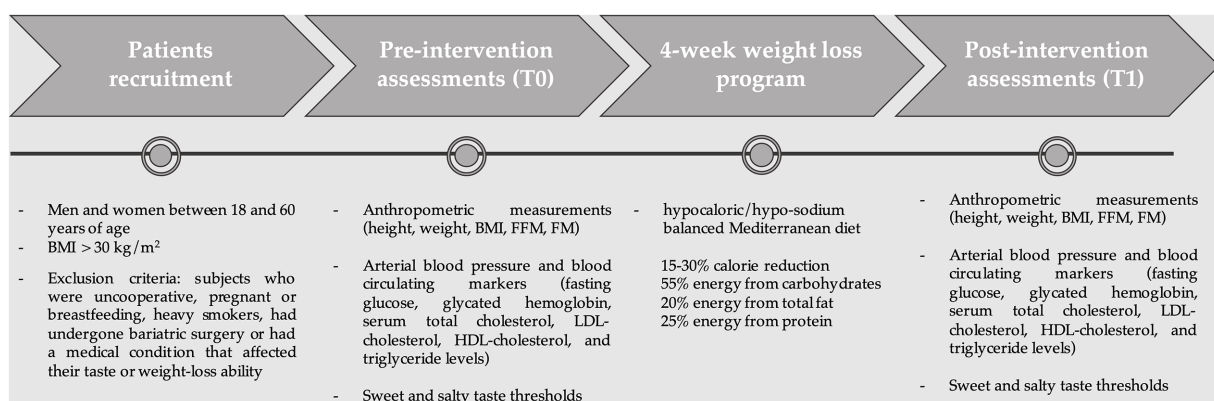 Patients
recruitment
Pre-intervention
assessments (T0)
4-week weight loss
program
Post-intervention
assessments (T1)
- Men and women between 18 and 60
years of age
- BMI > 30 kg/m²
- Exclusion criteria: subjects who
were uncooperative, pregnant or
breastfeeding, heavy smokers, had
undergone bariatric surgery or had
a medical condition that affected
their taste or weight-loss ability
- Anthropometric measurements
(height, weight, BMI, FFM, FM)
- Arterial blood pressure and blood
circulating markers (fasting
glucose, glycated hemoglobin,
serum total cholesterol, LDL-
cholesterol, HDL-cholesterol, and
triglyceride levels)
- Sweet and salty taste thresholds
- hypocaloric/hypo-sodium
balanced Mediterranean diet
15-30% calorie reduction
55% energy from carbohydrates
20% energy from total fat
25% energy from protein
- Anthropometric measurements
(height, weight, BMI, FFM, FM)
- Arterial blood pressure and blood
circulating markers (fasting
glucose, glycated hemoglobin,
serum total cholesterol, LDL-
cholesterol, HDL-cholesterol, and
triglyceride levels)
- Sweet and salty taste thresholds